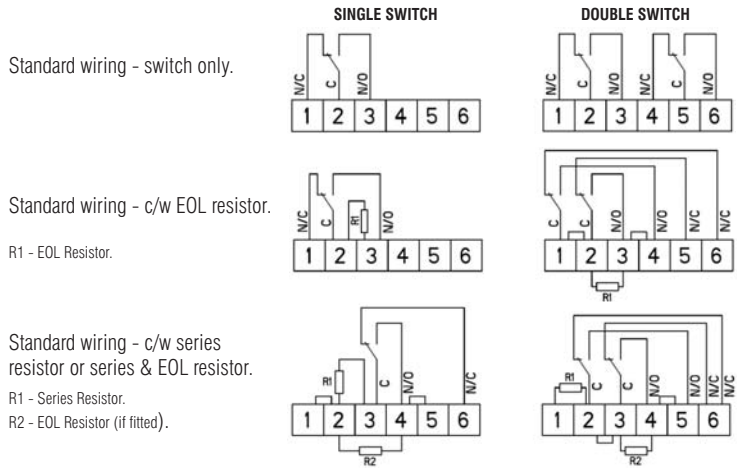 SINGLE SWITCH
DOUBLE SWITCH
Standard wiring - switch only.
N/C C N/O
1 2 3 4 5 6
N/C C N/O N/C C N/O
1 2 3 4 5 6
Standard wiring - c/w EOL resistor.
R1 - EOL Resistor.
N/C C R1 N/O
1 2 3 4 5 6
C C N/O N/O N/C N/C
1 2 3 4 5 6
R1
Standard wiring - c/w series
resistor or series & EOL resistor.
R1 - Series Resistor.
R2 - EOL Resistor (if fitted).
R1 C N/O N/C
1 2 3 4 5 6
R2
R1 C C N/O N/O N/C N/C
1 2 3 4 5 6
R2